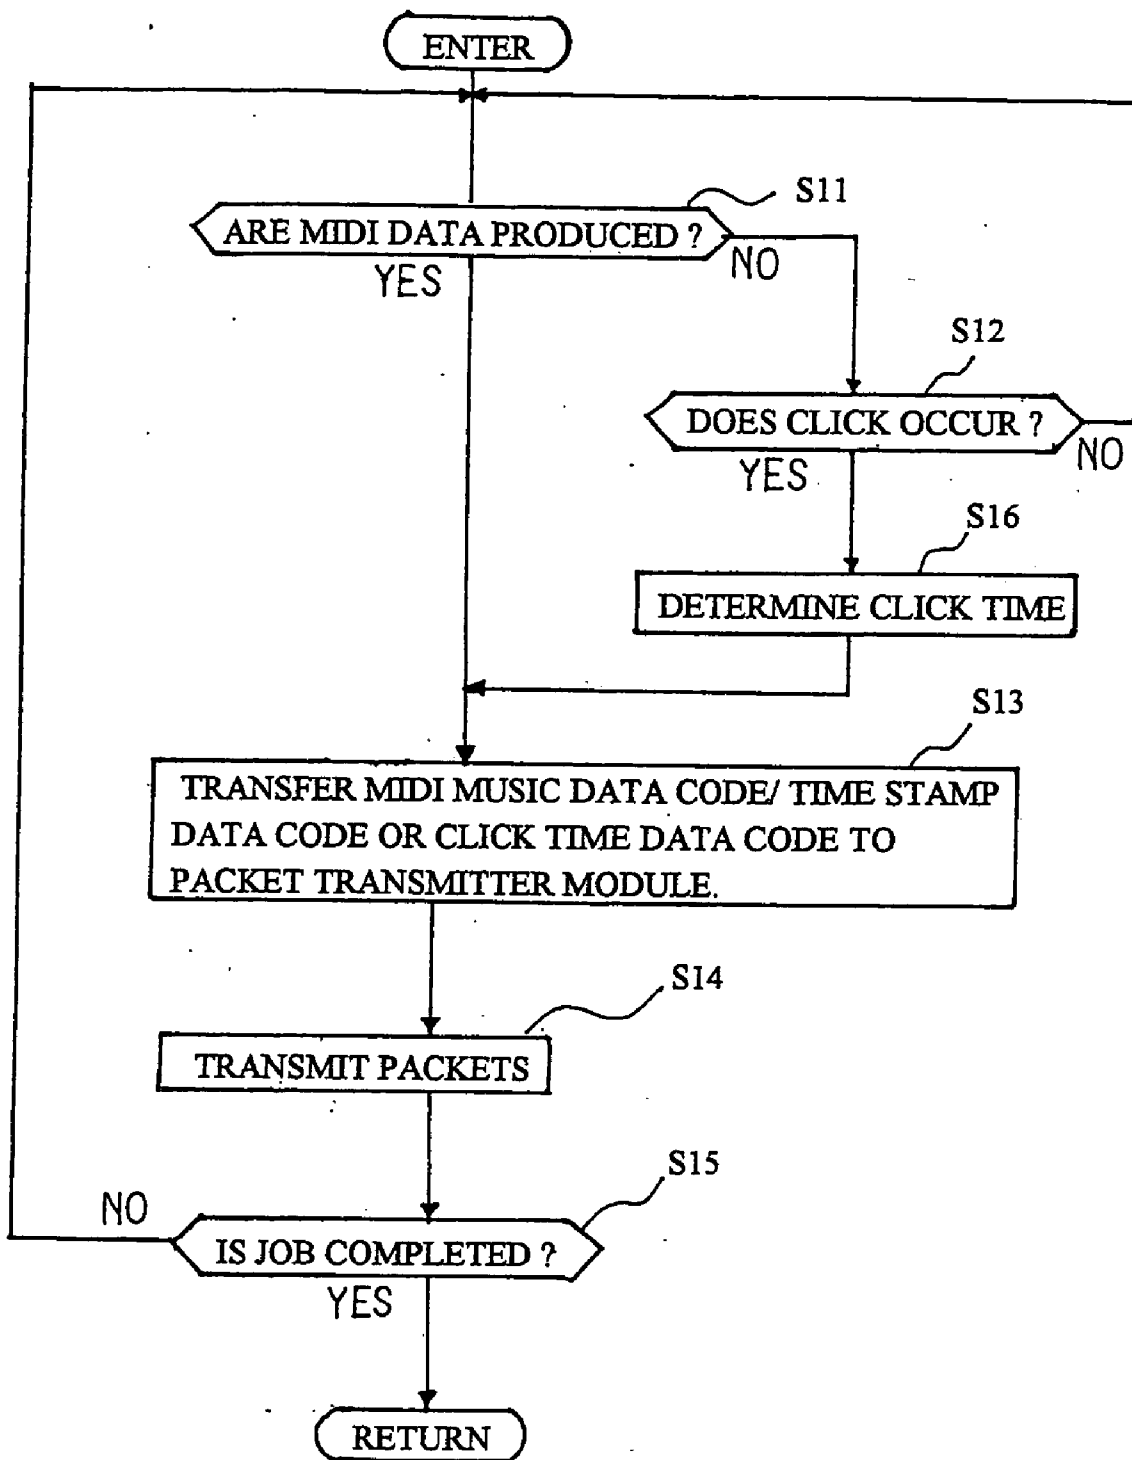 ENTER
S11
ARE MIDI DATA PRODUCED ?
YES
NO
S12
DOES CLICK OCCUR ?
YES
NO
S16
DETERMINE CLICK TIME
S13
TRANSFER MIDI MUSIC DATA CODE/ TIME STAMP
DATA CODE OR CLICK TIME DATA CODE TO
PACKET TRANSMITTER MODULE.
S14
TRANSMIT PACKETS
S15
NO
IS JOB COMPLETED ?
YES
RETURN